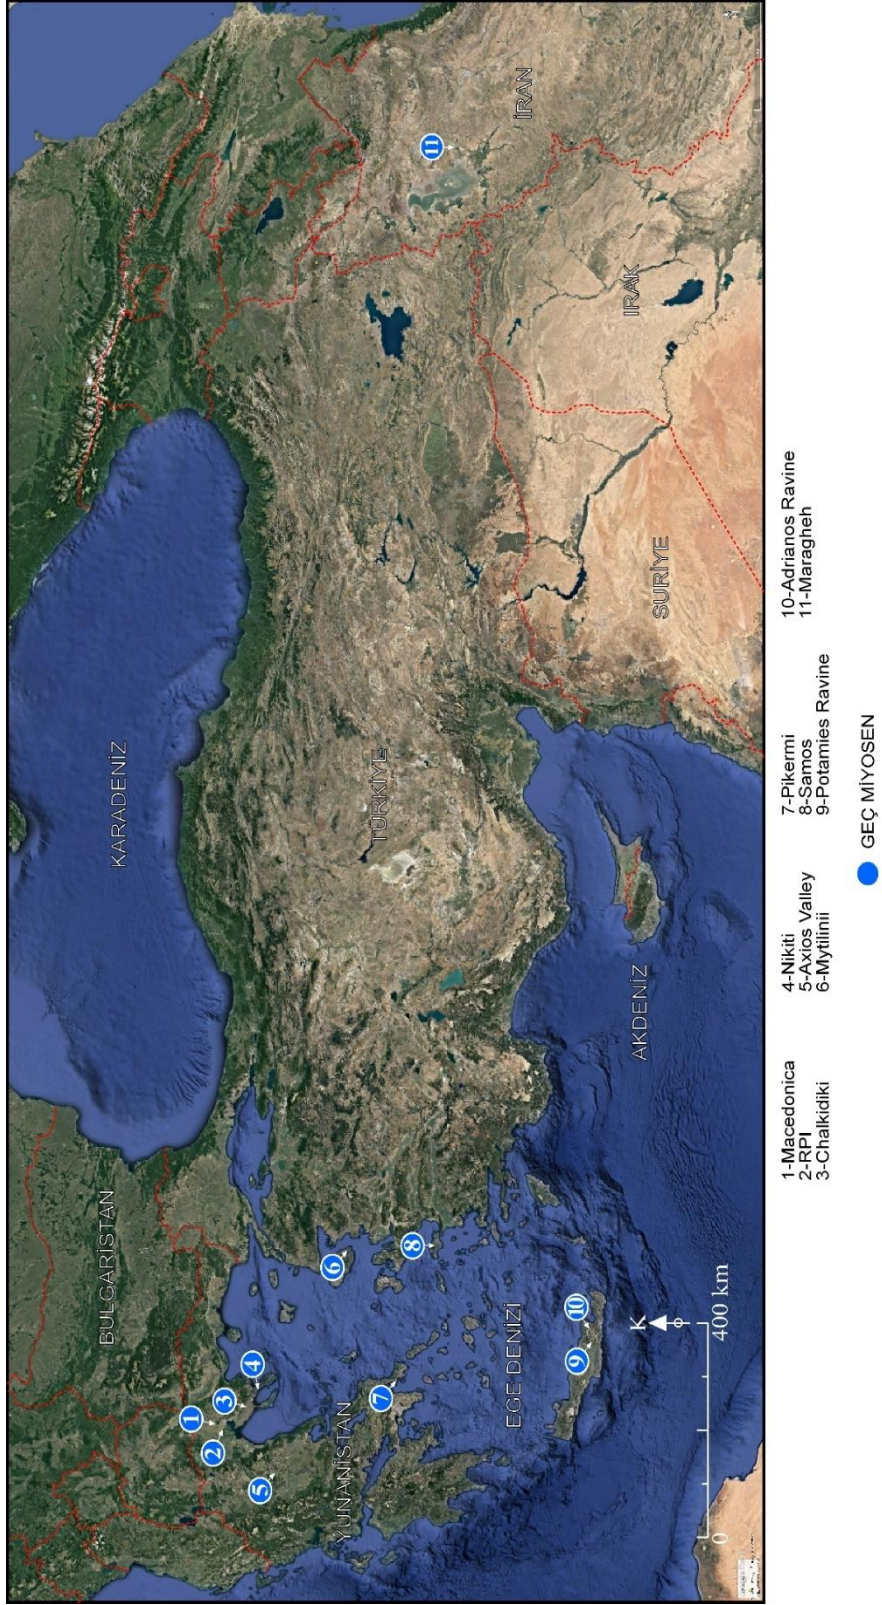 KARADENİZ
BULGARİSTAN
TÜRKİYE
İRAN
IRAK
SURİYE
YUNANİSTAN
EGE DENİZİ
AKDENİZ
1
2
3
4
5
6
7
8
9
10
11
K
0
400 km
1-Macedonica
2-RPI
3-Chalkidiki
4-Nikiti
5-Axios Valley
6-Mytilinii
7-Pikermi
8-Samos
9-Potamies Ravine
10-Adrianos Ravine
11-Maragheh
GEÇ MİYOSEN